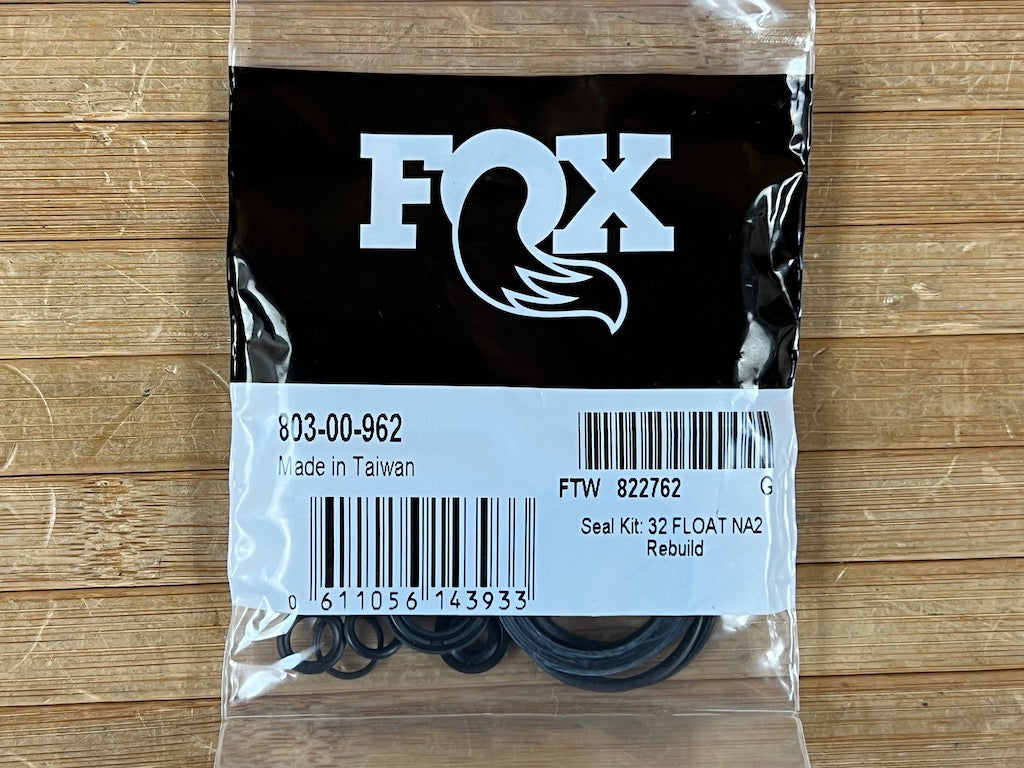 FOX
803-00-962
Made in Taiwan
FTW 822762 G
Seal Kit: 32 FLOAT NA2
Rebuild
0 611056 143933